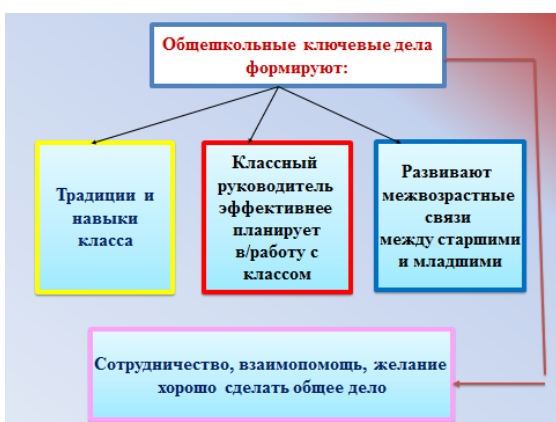 Общешкольные ключевые дела
формируют:
Традиции и
навыки
класса
Классный
руководитель
эффективнее
планирует
в/работу с
классом
Развивают
межвозрастные
связи
между старшими
и младшими
Сотрудничество, взаимопомощь, желание
хорошо сделать общее дело